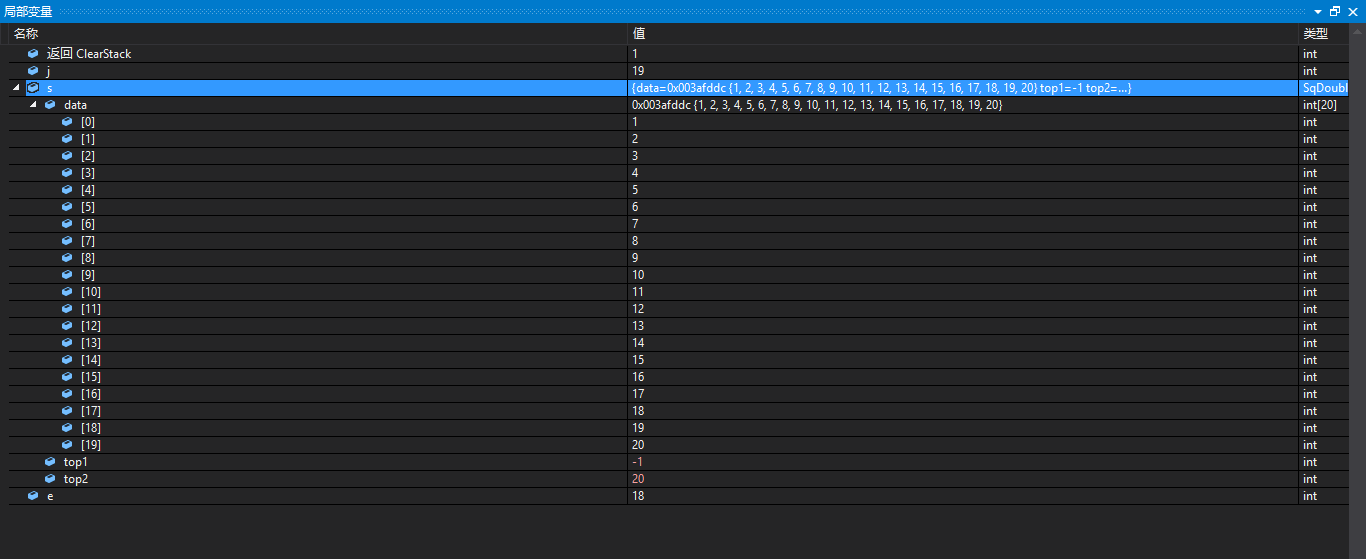 局部变量
名称 值 类型
返回 ClearStack 1 int
j 19 int
s {data=0x003afddc {1, 2, 3, 4, 5, 6, 7, 8, 9, 10, 11, 12, 13, 14, 15, 16, 17, 18, 19, 20} top1=-1 top2=...} SqDoubl
data 0x003afddc {1, 2, 3, 4, 5, 6, 7, 8, 9, 10, 11, 12, 13, 14, 15, 16, 17, 18, 19, 20} int[20]
[0] 1 int
[1] 2 int
[2] 3 int
[3] 4 int
[4] 5 int
[5] 6 int
[6] 7 int
[7] 8 int
[8] 9 int
[9] 10 int
[10] 11 int
[11] 12 int
[12] 13 int
[13] 14 int
[14] 15 int
[15] 16 int
[16] 17 int
[17] 18 int
[18] 19 int
[19] 20 int
top1 -1 int
top2 20 int
e 18 int